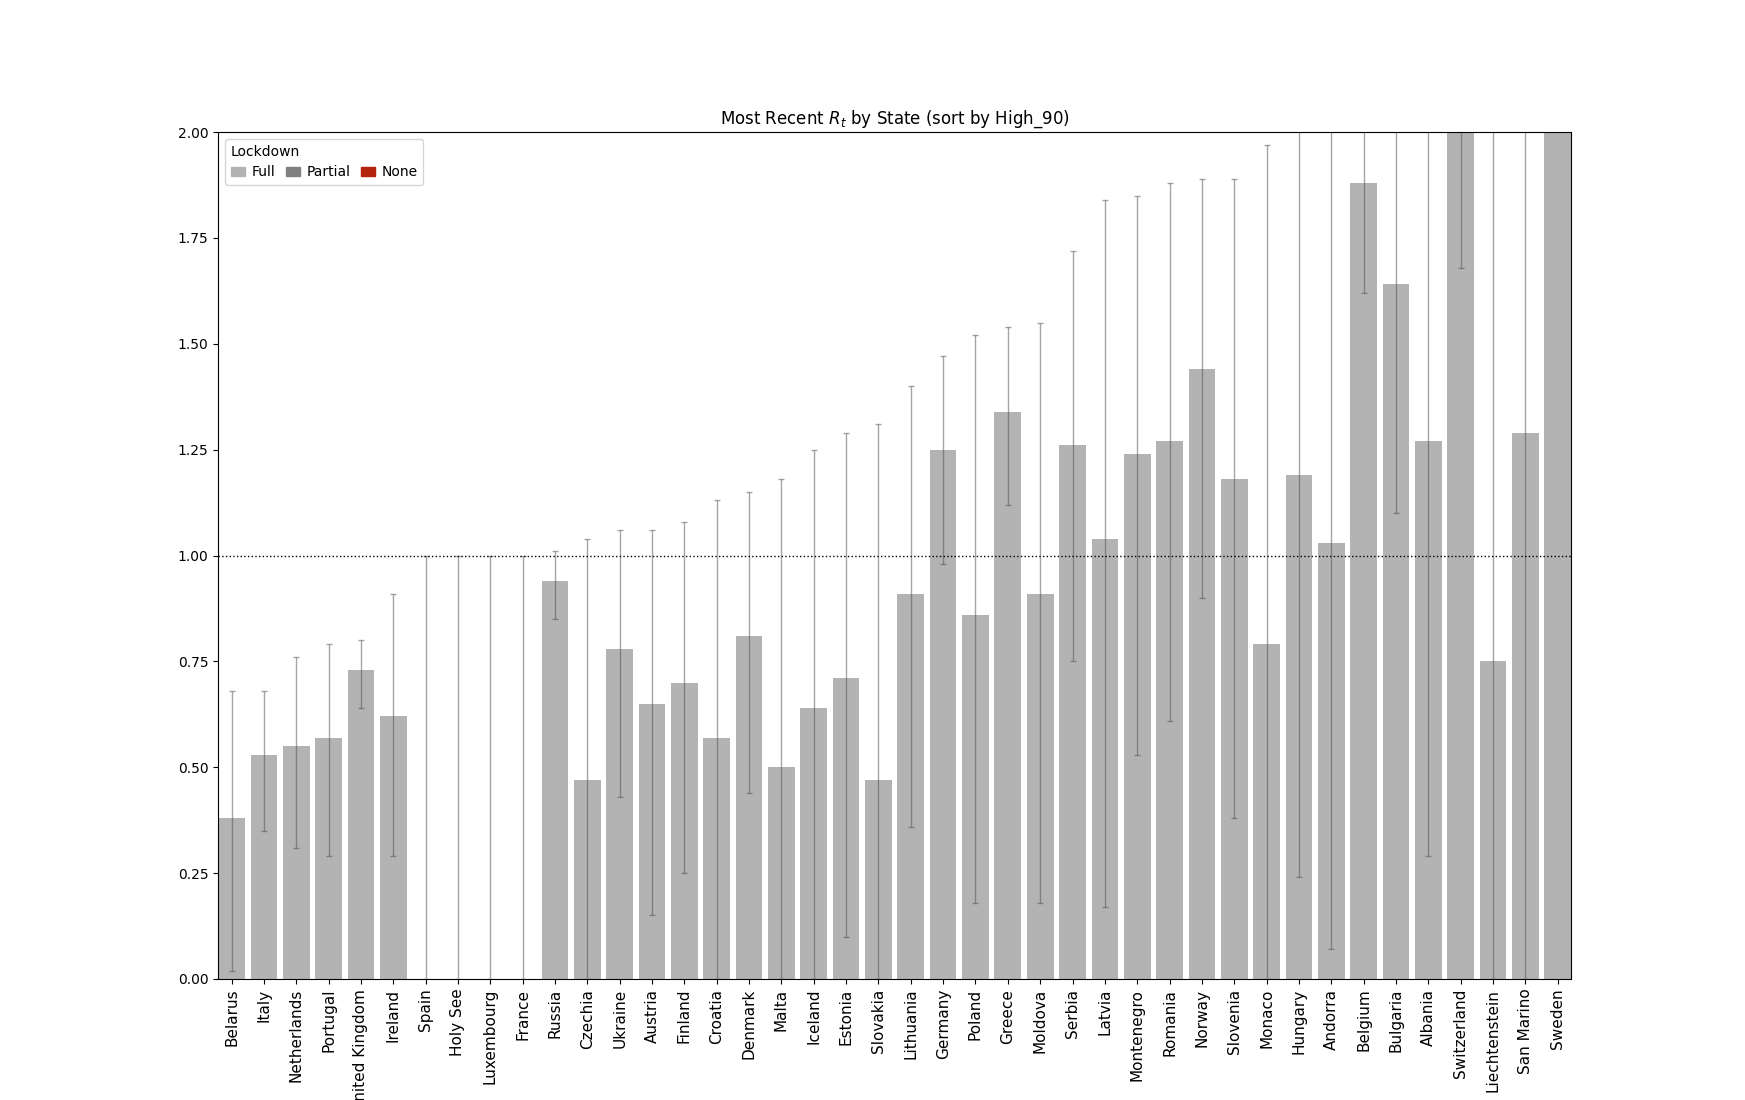 Most Recent Rt by State (sort by High_90)
2.00
Lockdown
Full Partial None
1.75
1.50
1.25
1.00
0.75
0.50
0.25
0.00
Belarus
Italy
Netherlands
Portugal
nited Kingdom
Ireland
Spain
Holy See
Luxembourg
France
Russia
Czechia
Ukraine
Austria
Finland
Croatia
Denmark
Malta
Iceland
Estonia
Slovakia
Lithuania
Germany
Poland
Greece
Moldova
Serbia
Latvia
Montenegro
Romania
Norway
Slovenia
Monaco
Hungary
Andorra
Belgium
Bulgaria
Albania
Switzerland
Liechtenstein
San Marino
Sweden